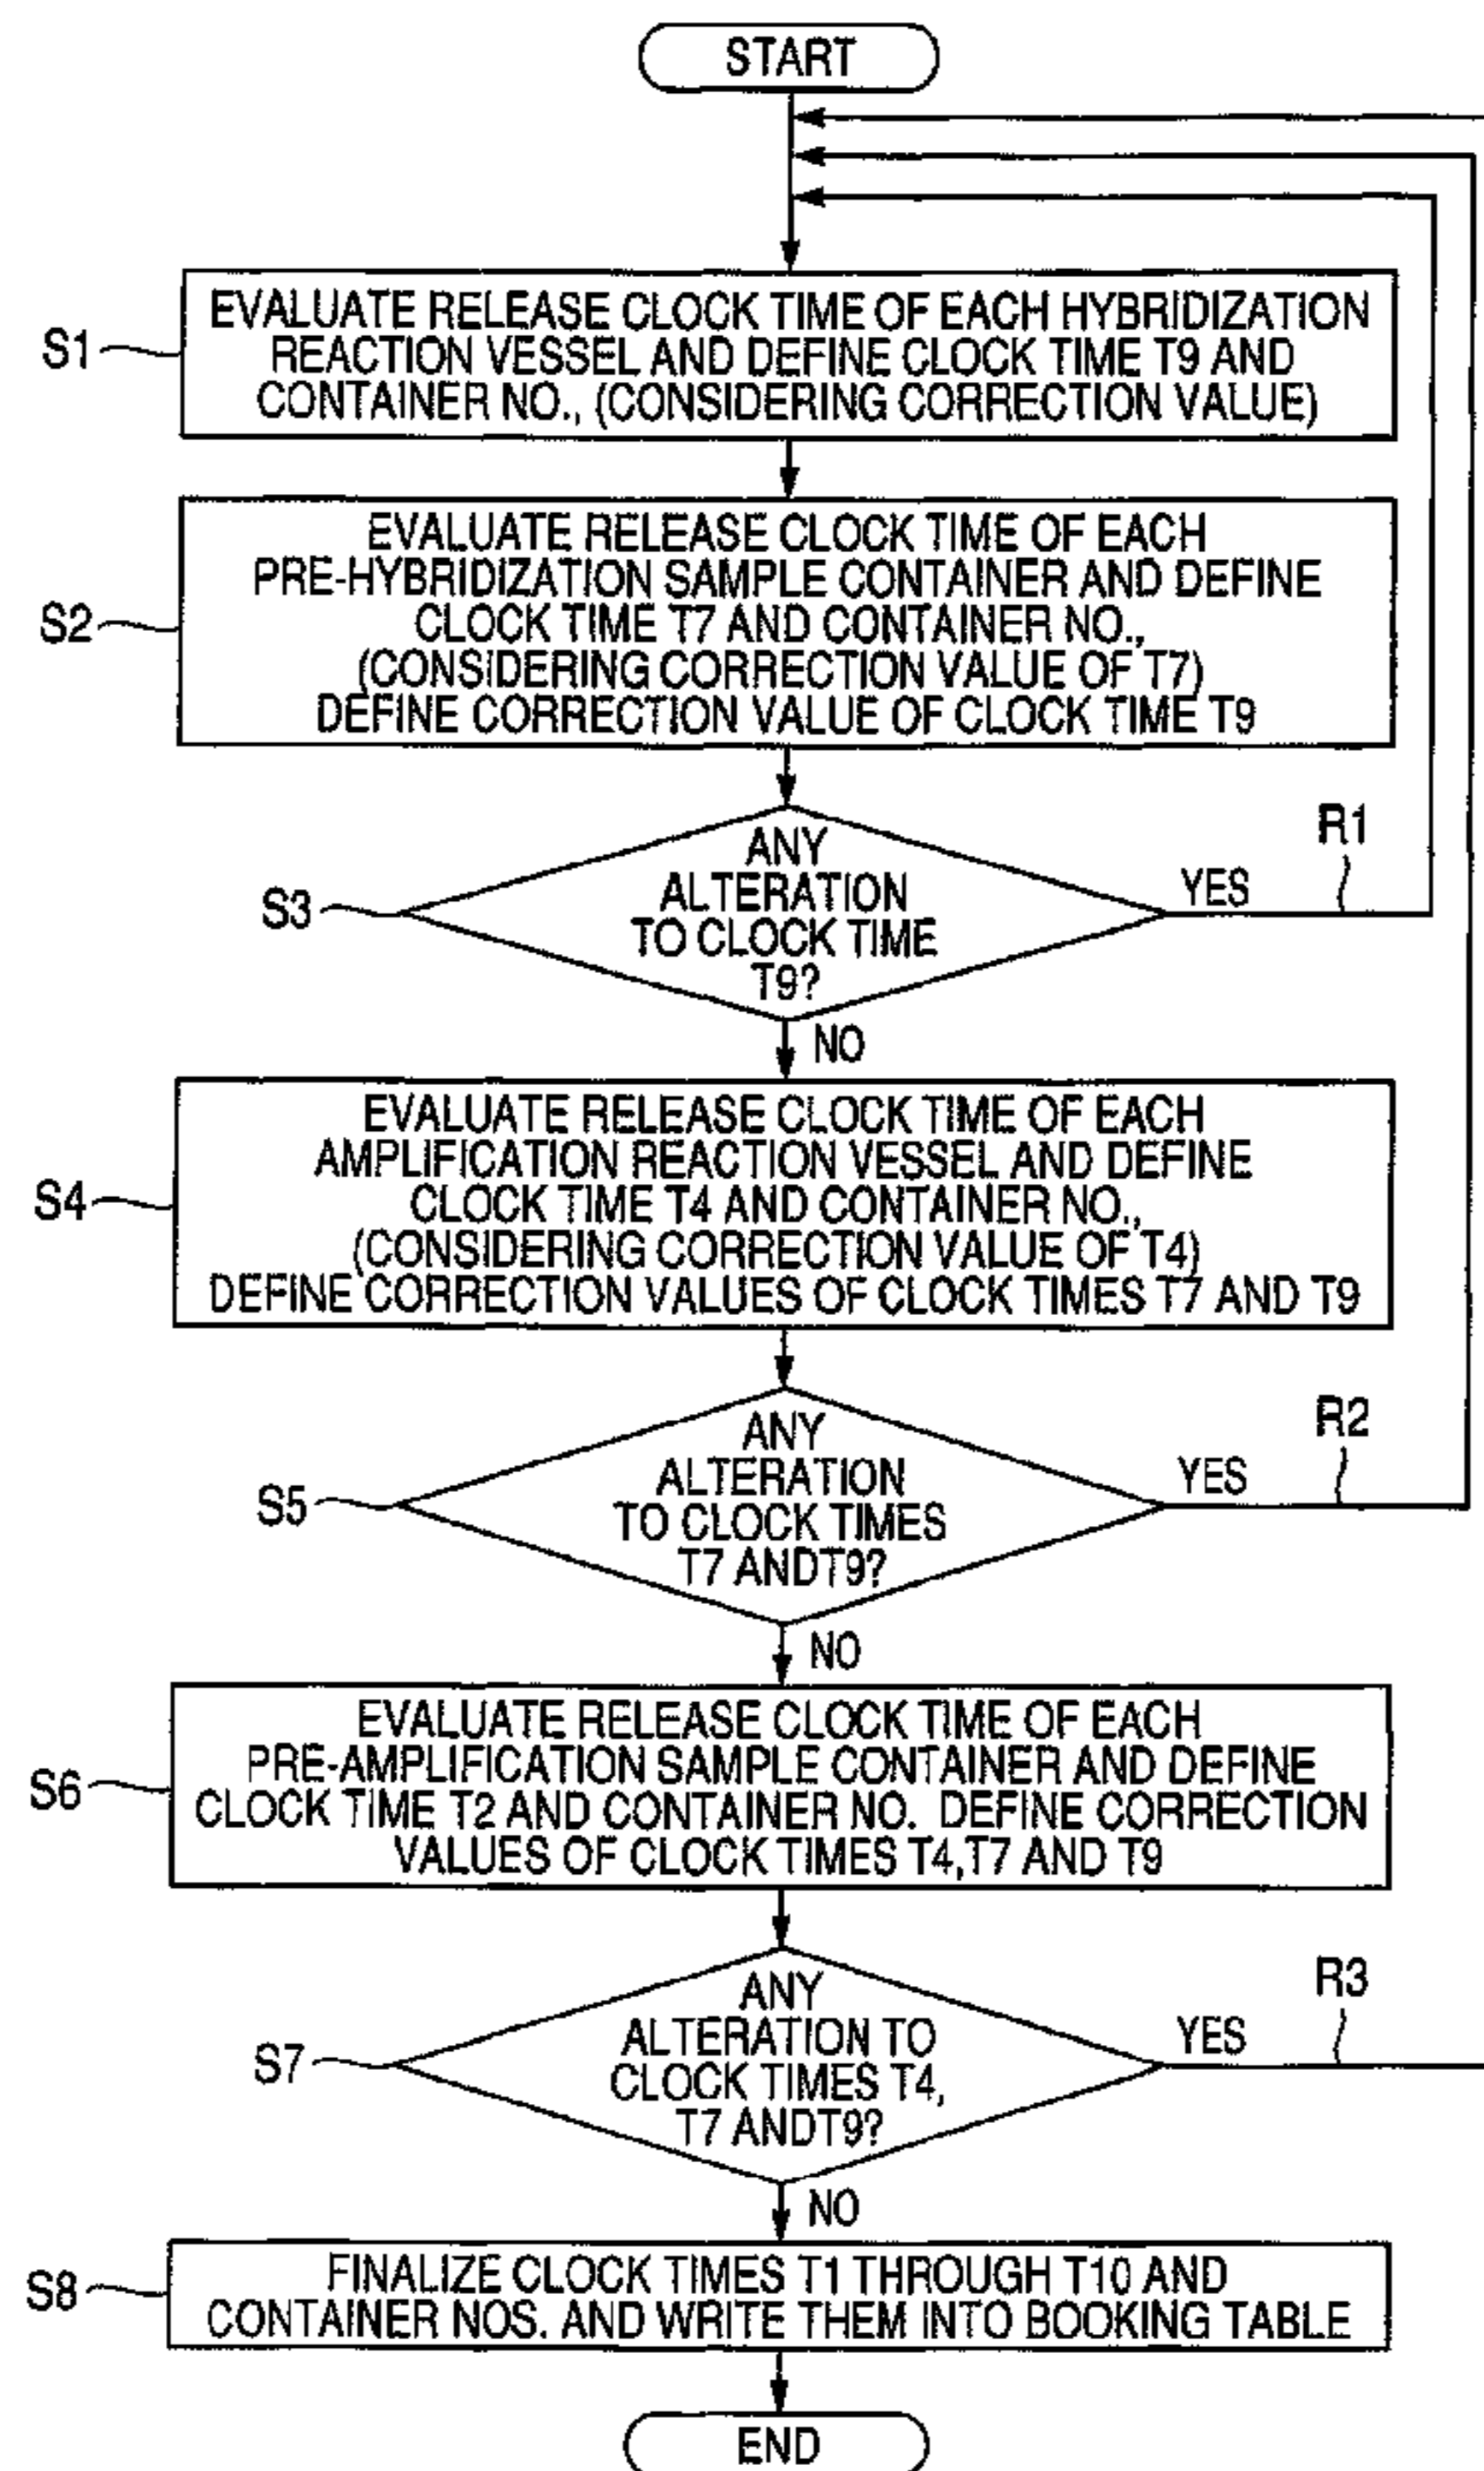 START
S1
EVALUATE RELEASE CLOCK TIME OF EACH HYBRIDIZATION
REACTION VESSEL AND DEFINE CLOCK TIME T9 AND
CONTAINER NO., (CONSIDERING CORRECTION VALUE)
S2
EVALUATE RELEASE CLOCK TIME OF EACH
PRE-HYBRIDIZATION SAMPLE CONTAINER AND DEFINE
CLOCK TIME T7 AND CONTAINER NO.,
(CONSIDERING CORRECTION VALUE OF T7)
DEFINE CORRECTION VALUE OF CLOCK TIME T9
S3
ANY
ALTERATION
TO CLOCK TIME
T9?
YES
R1
NO
S4
EVALUATE RELEASE CLOCK TIME OF EACH
AMPLIFICATION REACTION VESSEL AND DEFINE
CLOCK TIME T4 AND CONTAINER NO.,
(CONSIDERING CORRECTION VALUE OF T4)
DEFINE CORRECTION VALUES OF CLOCK TIMES T7 AND T9
S5
ANY
ALTERATION
TO CLOCK TIMES
T7 ANDT9?
YES
R2
NO
S6
EVALUATE RELEASE CLOCK TIME OF EACH
PRE-AMPLIFICATION SAMPLE CONTAINER AND DEFINE
CLOCK TIME T2 AND CONTAINER NO. DEFINE CORRECTION
VALUES OF CLOCK TIMES T4,T7 AND T9
S7
ANY
ALTERATION TO
CLOCK TIMES T4,
T7 ANDT9?
YES
R3
NO
S8
FINALIZE CLOCK TIMES T1 THROUGH T10 AND
CONTAINER NOS. AND WRITE THEM INTO BOOKING TABLE
END